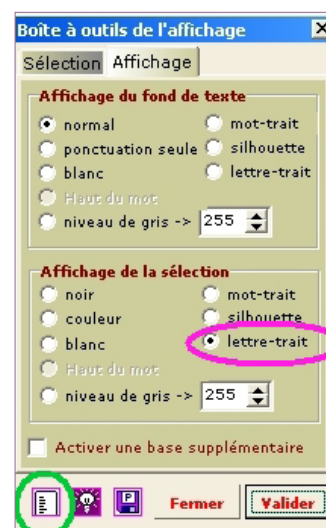 Boîte à outils de l'affichage X
Sélection Affichage
Affichage du fond de texte
normal mot-trait
ponctuation seule silhouette
blanc lettre-trait
Haut du mot
niveau de gris -> 255
Affichage de la sélection
noir mot-trait
couleur silhouette
blanc lettre-trait
Haut du mot
niveau de gris -> 255
Activer une base supplémentaire
P Fermer Valider